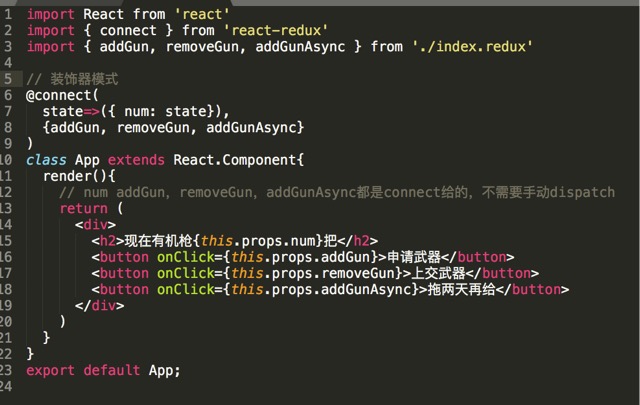 1 import React from 'react'
2 import { connect } from 'react-redux'
3 import { addGun, removeGun, addGunAsync } from './index.redux'
4
5 // 装饰器模式
6 @connect(
7 state=>({ num: state}),
8 {addGun, removeGun, addGunAsync}
9 )
10 class App extends React.Component{
11 render(){
12 // num addGun，removeGun，addGunAsync都是connect给的，不需要手动dispatch
13 return (
14 <div>
15 <h2>现在有机枪{this.props.num}把</h2>
16 <button onClick={this.props.addGun}>申请武器</button>
17 <button onClick={this.props.removeGun}>上交武器</button>
18 <button onClick={this.props.addGunAsync}>拖两天再给</button>
19 </div>
20 )
21 }
22 }
23 export default App;
24